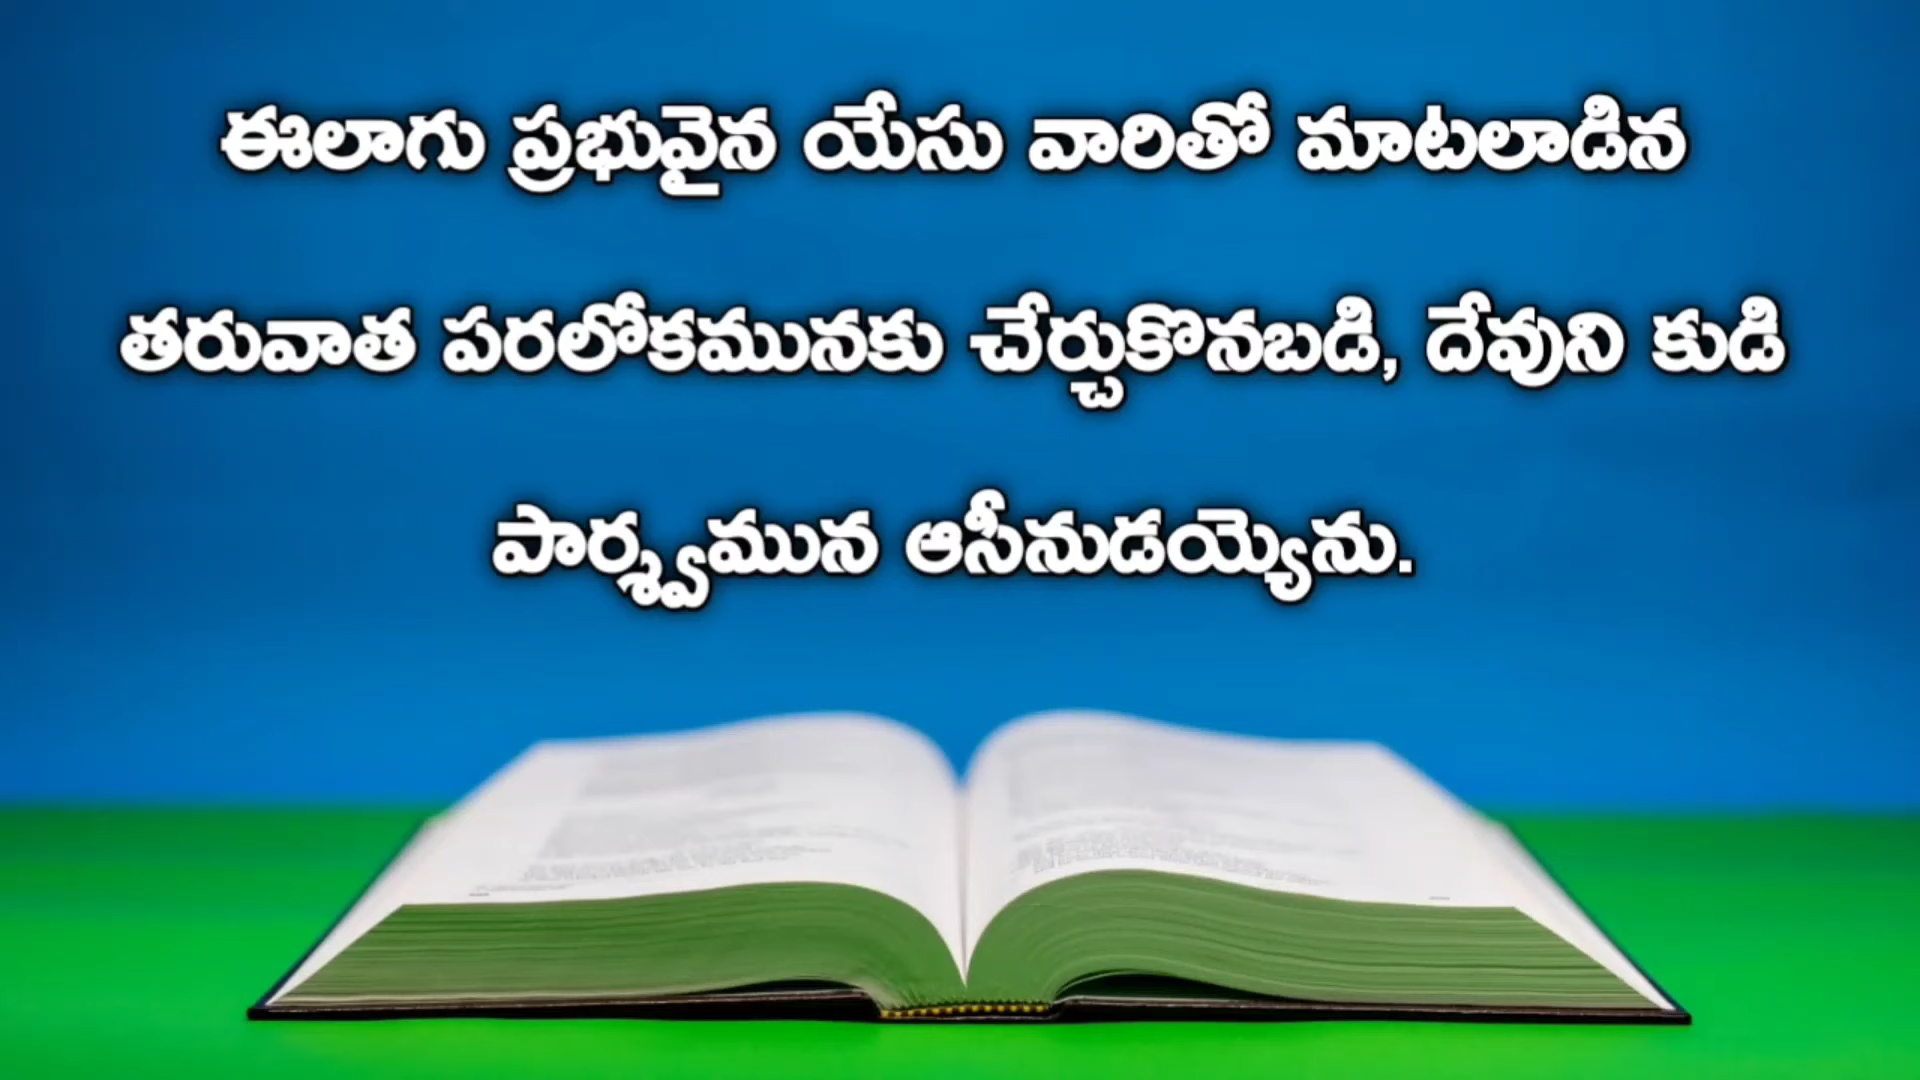 ఈలాగు ప్రభువైన యేసు వారితో మాటలాడిన
తరువాత పరలోకమునకు చేర్చుకొనబడి, దేవుని కుడి
పార్శ్వమున ఆసీనుడయ్యెను.